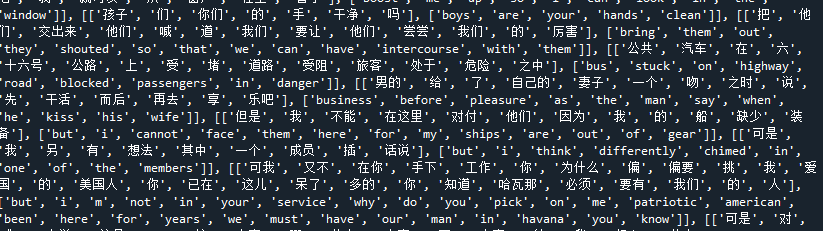 'window']], [['孩子', '们', '你们', '的', '手', '干净', '吗'], ['boys', 'are', 'your', 'hands', 'clean']], [['把', '他
们', '交出来', '他们', '喊', '道', '我们', '要让', '他们', '尝尝', '我们', '的', '厉害'], ['bring', 'them', 'out',
'they', 'shouted', 'so', 'that', 'we', 'can', 'have', 'intercourse', 'with', 'them']], [['公共', '汽车', '在', '六
十六号', '公路', '上', '受', '堵', '道路', '受阻', '旅客', '处于', '危险', '之中'], ['bus', 'stuck', 'on', 'highway',
'road', 'blocked', 'passengers', 'in', 'danger']], [['男的', '给', '了', '自己的', '妻子', '一个', '吻', '之时', '说',
'先', '干活', '而后', '再去', '享', '乐吧'], ['business', 'before', 'pleasure', 'as', 'the', 'man', 'say', 'when',
'he', 'kiss', 'his', 'wife']], [['但是', '我', '不能', '在这里', '对付', '他们', '因为', '我', '的', '船', '缺少', '装
备'], ['but', 'i', 'cannot', 'face', 'them', 'here', 'for', 'my', 'ships', 'are', 'out', 'of', 'gear']], [['可是',
'我', '另', '有', '想法', '其中', '一个', '成员', '插', '话说'], ['but', 'i', 'think', 'differently', 'chimed', 'in',
'one', 'of', 'the', 'members']], [['可我', '又不', '在你', '手下', '工作', '你', '为什么', '偏', '偏要', '挑', '我', '爱
国', '的', '美国人', '你', '已在', '这儿', '呆了', '多的', '你', '知道', '哈瓦那', '必须', '要有', '我们的', '的', '人'],
['but', 'i', 'm', 'not', 'in', 'your', 'service', 'why', 'do', 'you', 'pick', 'on', 'me', 'patriotic', 'american',
'been', 'here', 'for', 'years', 'we', 'must', 'have', 'our', 'man', 'in', 'havana', 'you', 'know']], [['可是', '对',